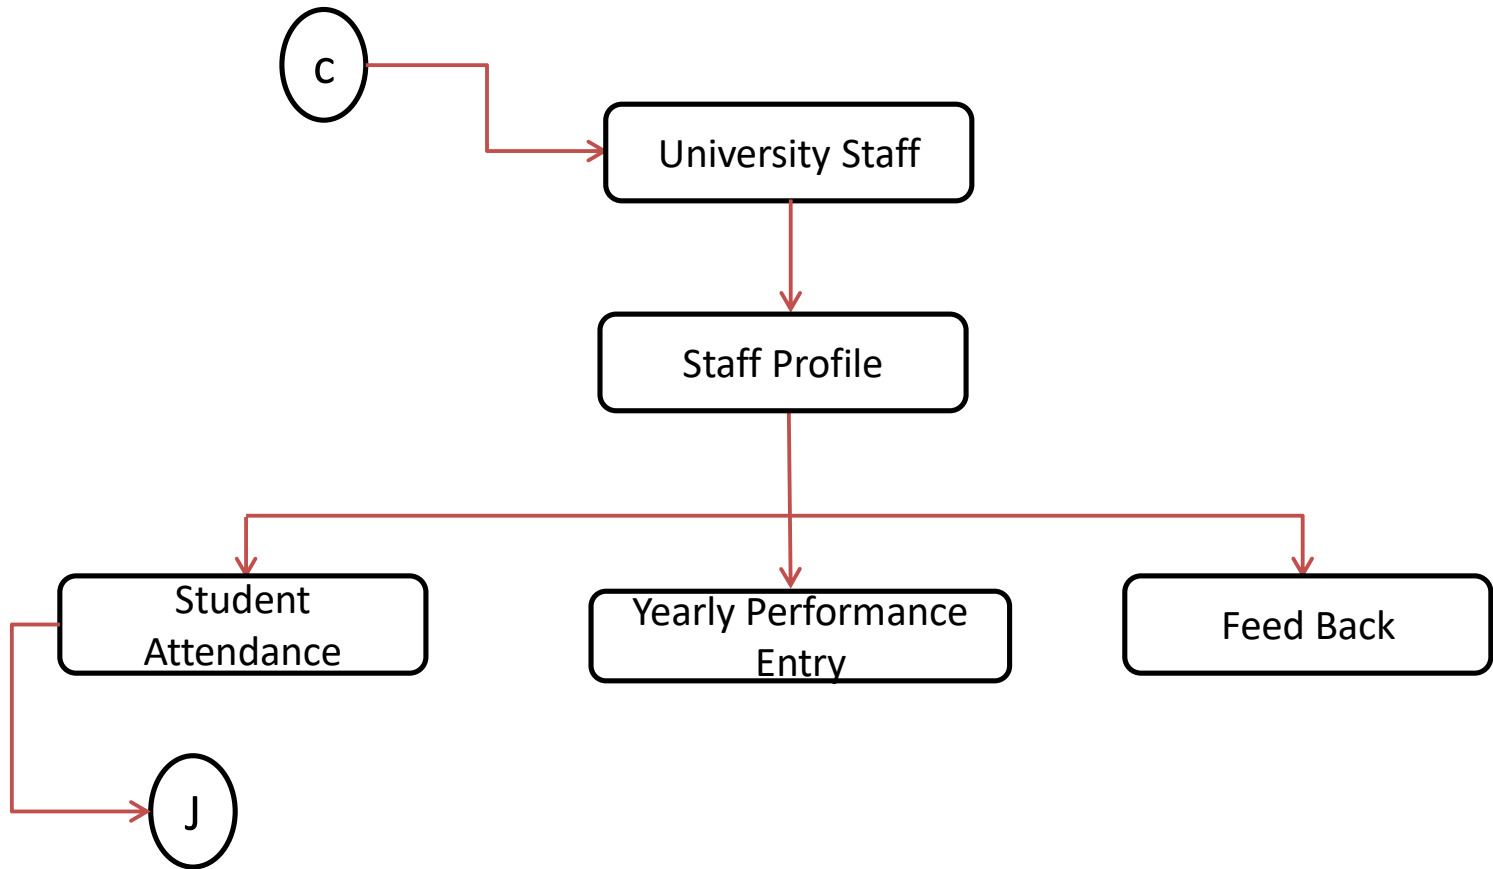 c
University Staff
Staff Profile
Student
Attendance
Yearly Performance
Entry
Feed Back
J